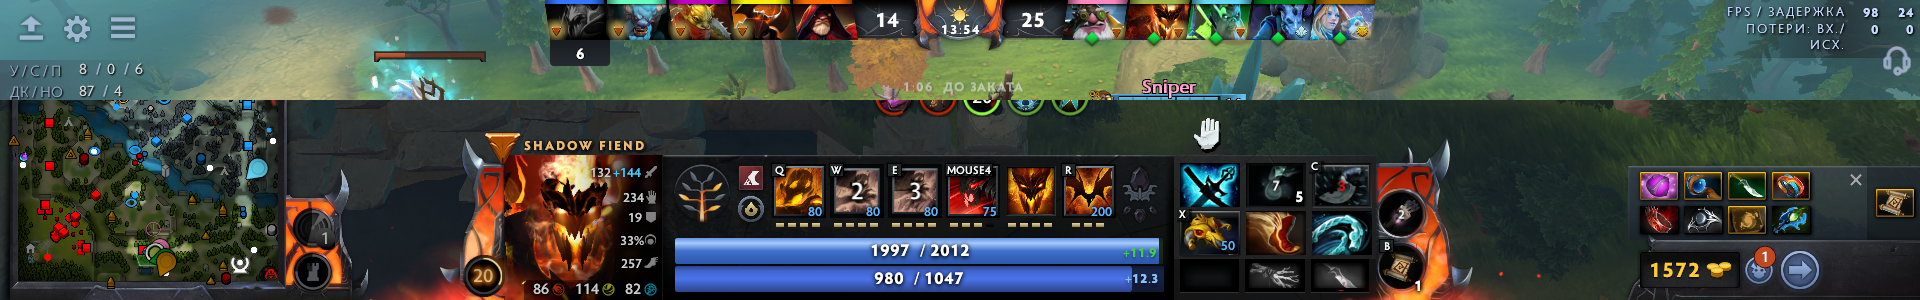 14
25
13:54
6
FPS / ЗАДЕРЖКА 98 24
ПОТЕРИ: ВХ./ 0 0
ИСХ.
У/С/П 8 / 0 / 6
ДК/НО 87 / 4
1:06 ДО ЗАКАТА
Sniper
SHADOW FIEND
132 +144
234
19
33%
257
20
86 114 82
1
Q 80
W 2 80
E 3 80
MOUSE4 75
R 200
1997 / 2012 +11.9
980 / 1047 +12.3
7 5
C 3
X 50
2
B 1
1572
1